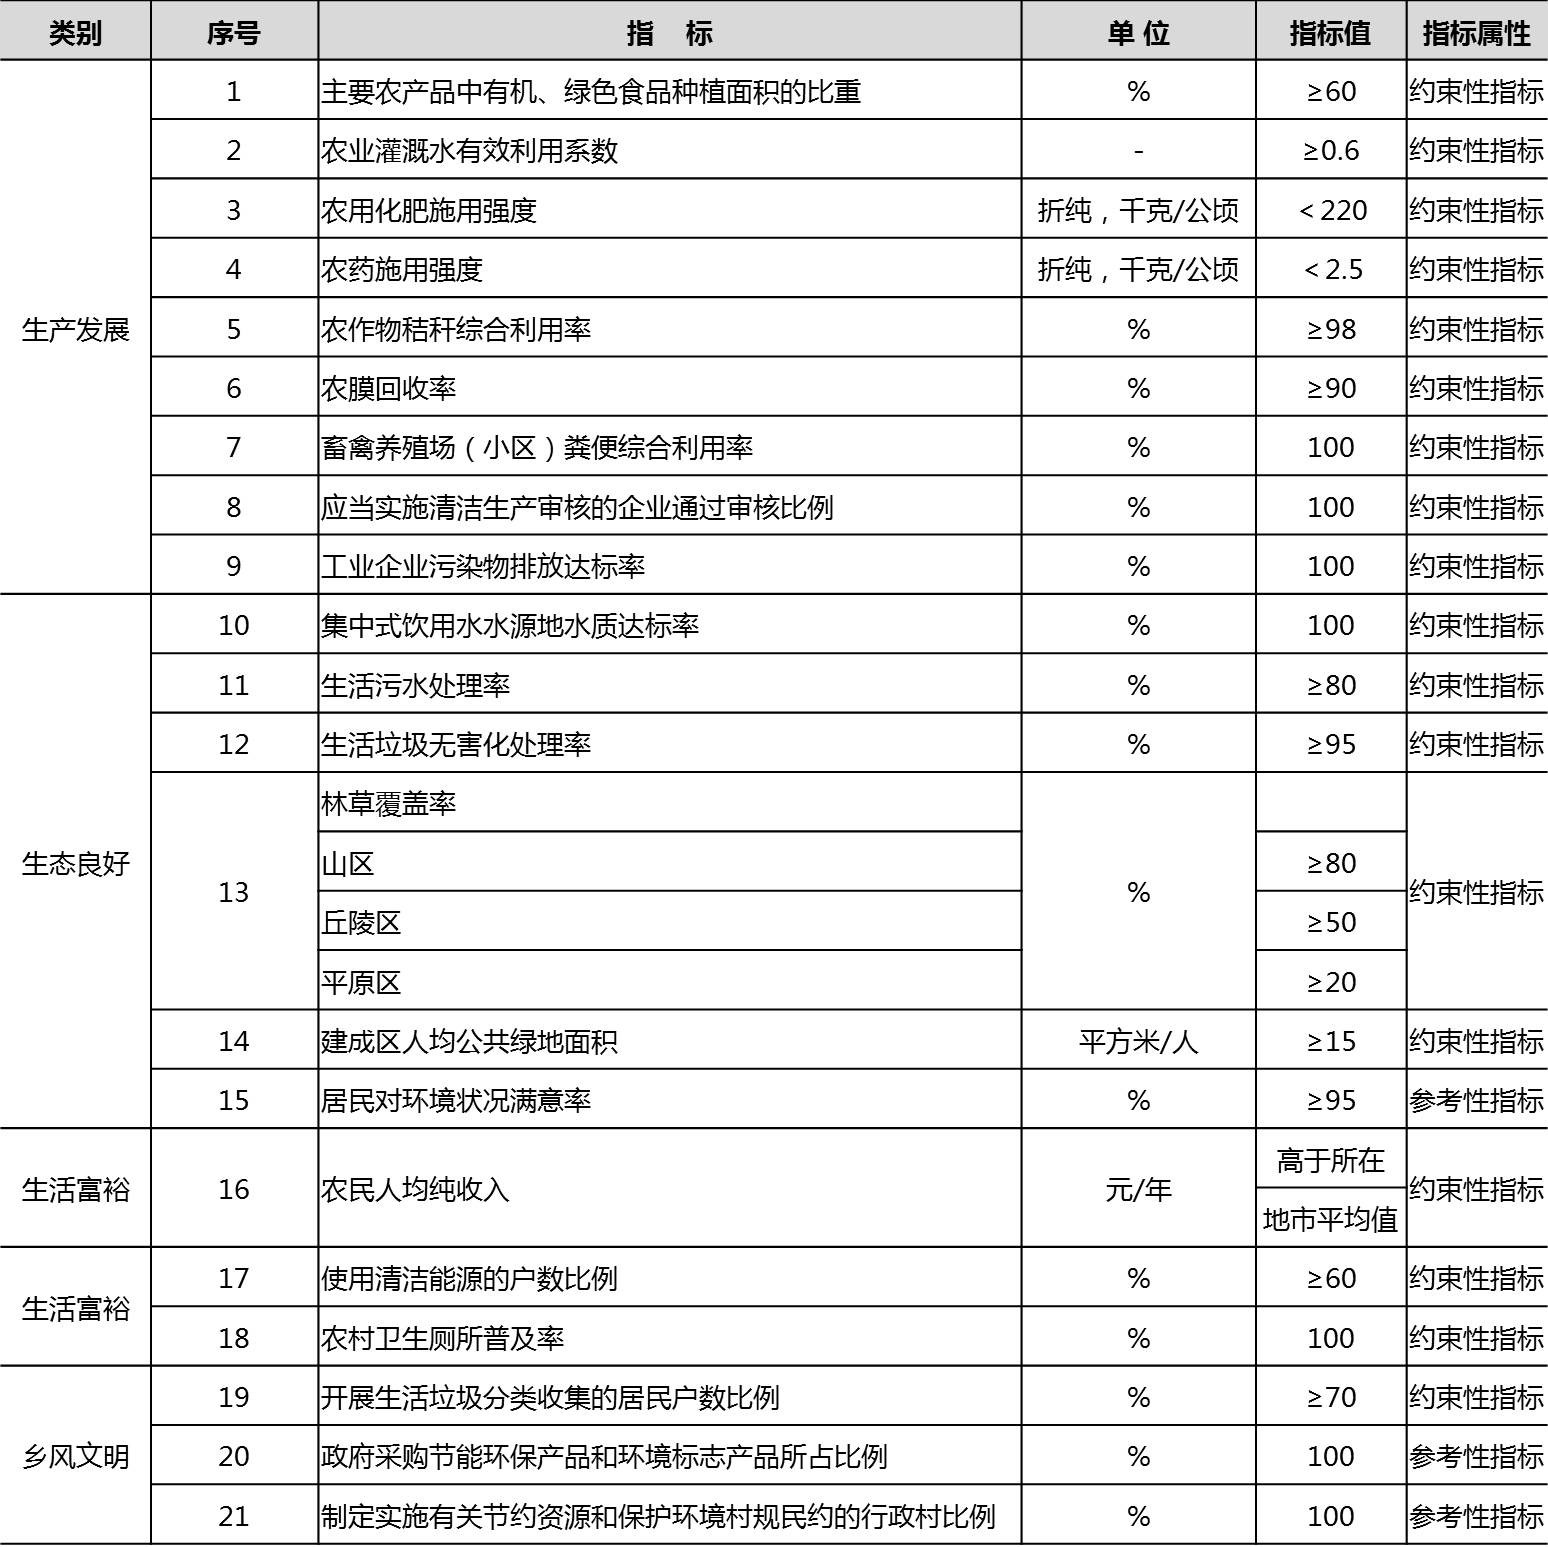 类别 序号 指 标 单 位 指标值 指标属性
生产发展
1 主要农产品中有机、绿色食品种植面积的比重 % ≥60 约束性指标
2 农业灌溉水有效利用系数 - ≥0.6 约束性指标
3 农用化肥施用强度 折纯，千克/公顷 ＜220 约束性指标
4 农药施用强度 折纯，千克/公顷 ＜2.5 约束性指标
5 农作物秸秆综合利用率 % ≥98 约束性指标
6 农膜回收率 % ≥90 约束性指标
7 畜禽养殖场（小区）粪便综合利用率 % 100 约束性指标
8 应当实施清洁生产审核的企业通过审核比例 % 100 约束性指标
9 工业企业污染物排放达标率 % 100 约束性指标
生态良好
10 集中式饮用水水源地水质达标率 % 100 约束性指标
11 生活污水处理率 % ≥80 约束性指标
12 生活垃圾无害化处理率 % ≥95 约束性指标
13 林草覆盖率 % 约束性指标
山区 ≥80
丘陵区 ≥50
平原区 ≥20
14 建成区人均公共绿地面积 平方米/人 ≥15 约束性指标
15 居民对环境状况满意率 % ≥95 参考性指标
生活富裕
16 农民人均纯收入 元/年 高于所在 约束性指标
地市平均值
生活富裕
17 使用清洁能源的户数比例 % ≥60 约束性指标
18 农村卫生厕所普及率 % 100 约束性指标
乡风文明
19 开展生活垃圾分类收集的居民户数比例 % ≥70 约束性指标
20 政府采购节能环保产品和环境标志产品所占比例 % 100 参考性指标
21 制定实施有关节约资源和保护环境村规民约的行政村比例 % 100 参考性指标